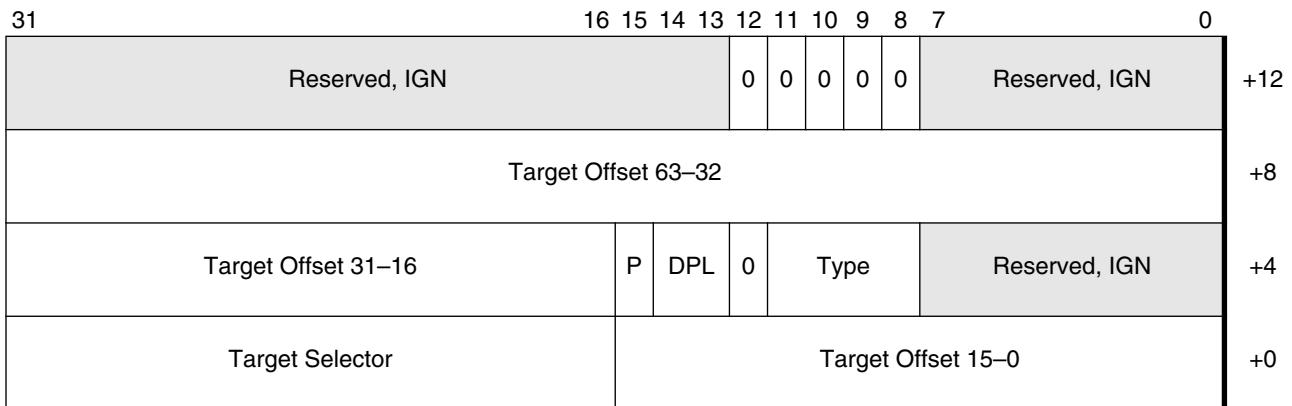 31 16 15 14 13 12 11 10 9 8 7 0
Reserved, IGN 0 0 0 0 0 Reserved, IGN +12
Target Offset 63–32 +8
Target Offset 31–16 P DPL 0 Type Reserved, IGN +4
Target Selector Target Offset 15–0 +0